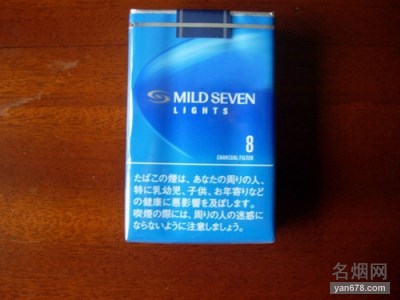 MILD SEVEN
LIGHTS
8
CHARCOAL FILTER
たばこの煙は、あなたの周りの人、
特に乳幼児、子供、お年寄りなど
の健康に悪影響を及ぼします。
喫煙の際には、周りの人の迷惑に
ならないように注意しましょう。
名烟网
yan678.com